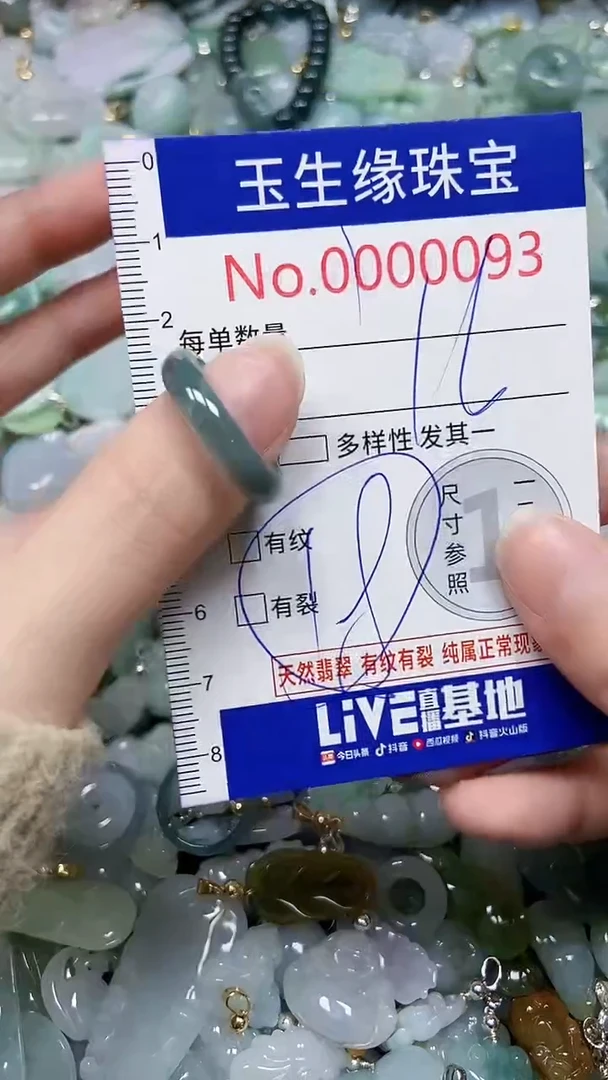 玉生缘珠宝
No.0000093
每单数量
多样性 发其一
有纹
有裂
尺寸参照
1
天然翡翠 有纹有裂 纯属正常现象
LiVE直播基地
今日头条 抖音 西瓜视频 抖音火山版
0
1
2
6
7
8